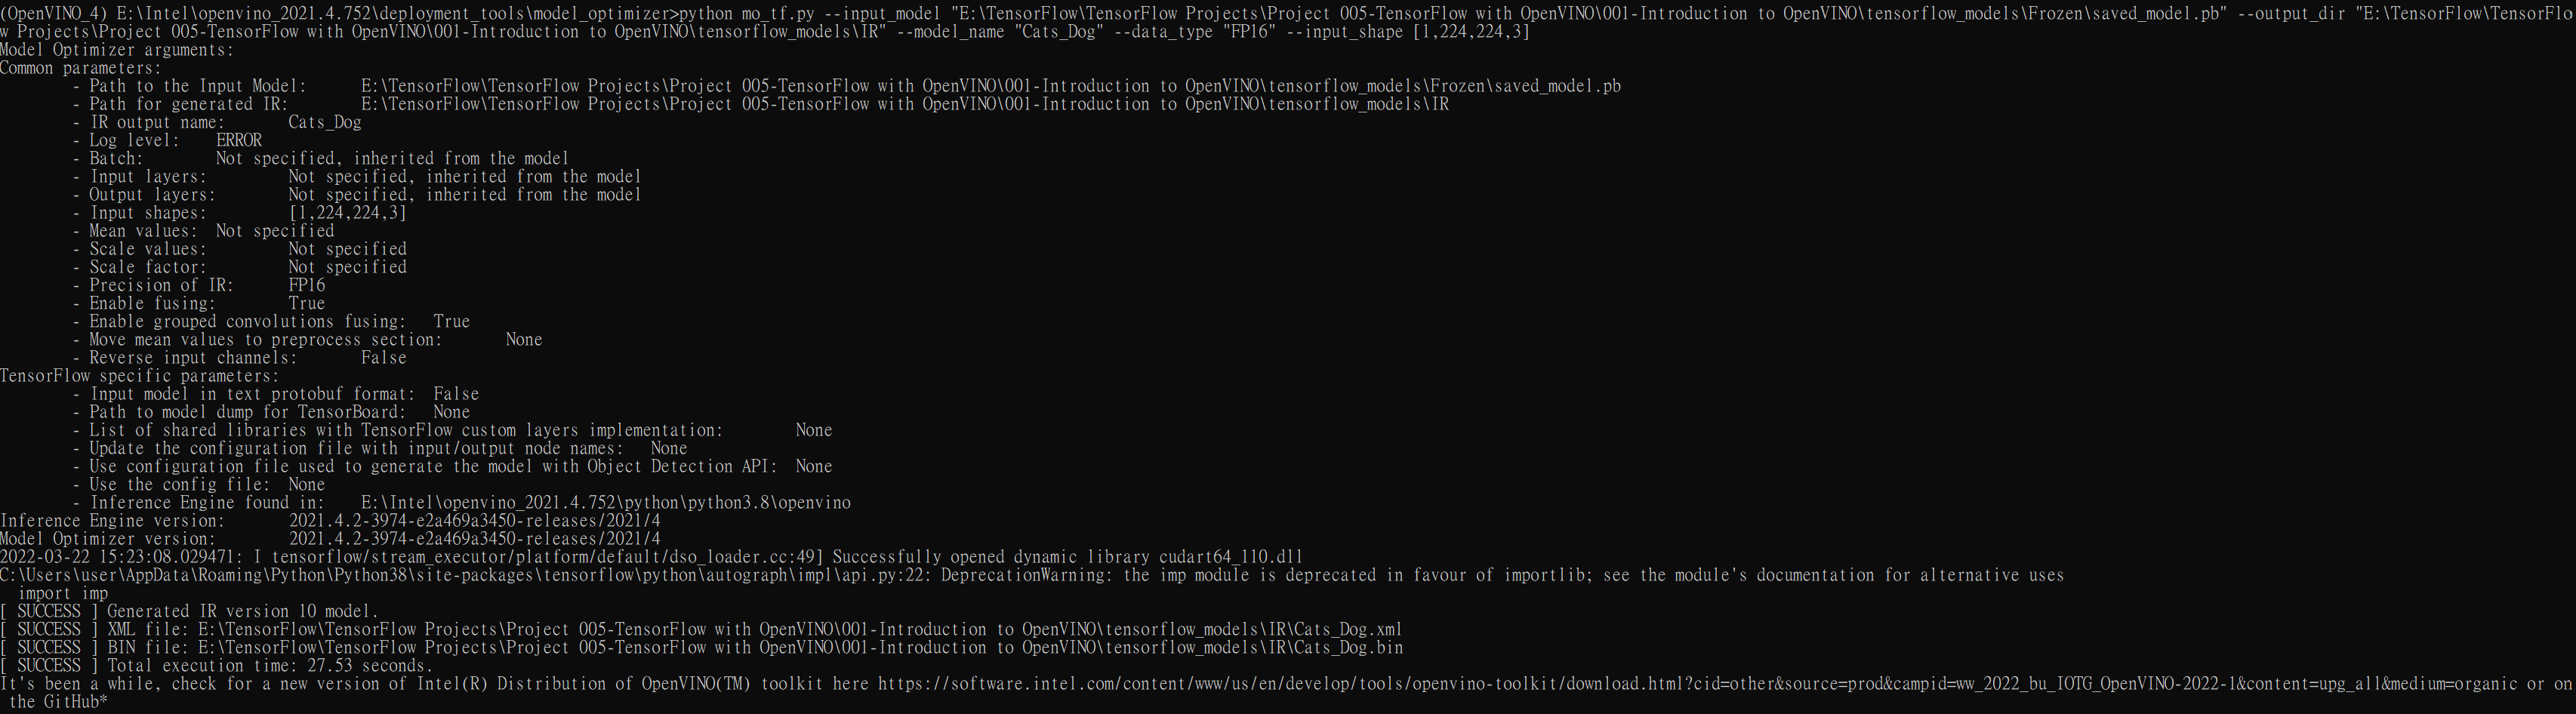 (OpenVINO_4) E:\Intel\openvino_2021.4.752\deployment_tools\model_optimizer>python mo_tf.py --input_model "E:\TensorFlow\TensorFlow Projects\Project 005-TensorFlow with OpenVINO\001-Introduction to OpenVINO\tensorflow_models\Frozen\saved_model.pb" --output_dir "E:\TensorFlow\TensorFlo
w Projects\Project 005-TensorFlow with OpenVINO\001-Introduction to OpenVINO\tensorflow_models\IR" --model_name "Cats_Dog" --data_type "FP16" --input_shape [1,224,224,3]
Model Optimizer arguments:
Common parameters:
- Path to the Input Model: E:\TensorFlow\TensorFlow Projects\Project 005-TensorFlow with OpenVINO\001-Introduction to OpenVINO\tensorflow_models\Frozen\saved_model.pb
- Path for generated IR: E:\TensorFlow\TensorFlow Projects\Project 005-TensorFlow with OpenVINO\001-Introduction to OpenVINO\tensorflow_models\IR
- IR output name: Cats_Dog
- Log level: ERROR
- Batch: Not specified, inherited from the model
- Input layers: Not specified, inherited from the model
- Output layers: Not specified, inherited from the model
- Input shapes: [1,224,224,3]
- Mean values: Not specified
- Scale values: Not specified
- Scale factor: Not specified
- Precision of IR: FP16
- Enable fusing: True
- Enable grouped convolutions fusing: True
- Move mean values to preprocess section: None
- Reverse input channels: False
TensorFlow specific parameters:
- Input model in text protobuf format: False
- Path to model dump for TensorBoard: None
- List of shared libraries with TensorFlow custom layers implementation: None
- Update the configuration file with input/output node names: None
- Use configuration file used to generate the model with Object Detection API: None
- Use the config file: None
- Inference Engine found in: E:\Intel\openvino_2021.4.752\python\python3.8\openvino
Inference Engine version: 2021.4.2-3974-e2a469a3450-releases/2021/4
Model Optimizer version: 2021.4.2-3974-e2a469a3450-releases/2021/4
2022-03-22 15:23:08.029471: I tensorflow/stream_executor/platform/default/dso_loader.cc:49] Successfully opened dynamic library cudart64_110.dll
C:\Users\user\AppData\Roaming\Python\Python38\site-packages\tensorflow\python\autograph\impl\api.py:22: DeprecationWarning: the imp module is deprecated in favour of importlib; see the module's documentation for alternative uses
import imp
[ SUCCESS ] Generated IR version 10 model.
[ SUCCESS ] XML file: E:\TensorFlow\TensorFlow Projects\Project 005-TensorFlow with OpenVINO\001-Introduction to OpenVINO\tensorflow_models\IR\Cats_Dog.xml
[ SUCCESS ] BIN file: E:\TensorFlow\TensorFlow Projects\Project 005-TensorFlow with OpenVINO\001-Introduction to OpenVINO\tensorflow_models\IR\Cats_Dog.bin
[ SUCCESS ] Total execution time: 27.53 seconds.
It's been a while, check for a new version of Intel(R) Distribution of OpenVINO(TM) toolkit here https://software.intel.com/content/www/us/en/develop/tools/openvino-toolkit/download.html?cid=other&source=prod&campid=ww_2022_bu_IOTG_OpenVINO-2022-1&content=upg_all&medium=organic or on
the GitHub*